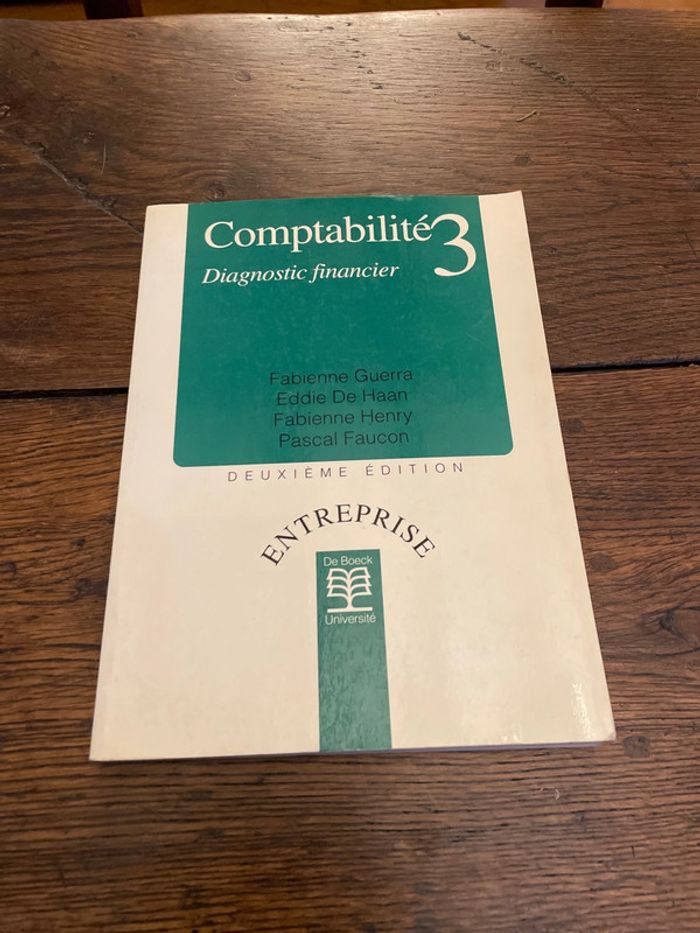 Comptabilité 3
Diagnostic financier
Fabienne Guerra
Eddie De Haan
Fabienne Henry
Pascal Faucon
DEUXIÈME ÉDITION
ENTREPRISE
De Boeck
Université